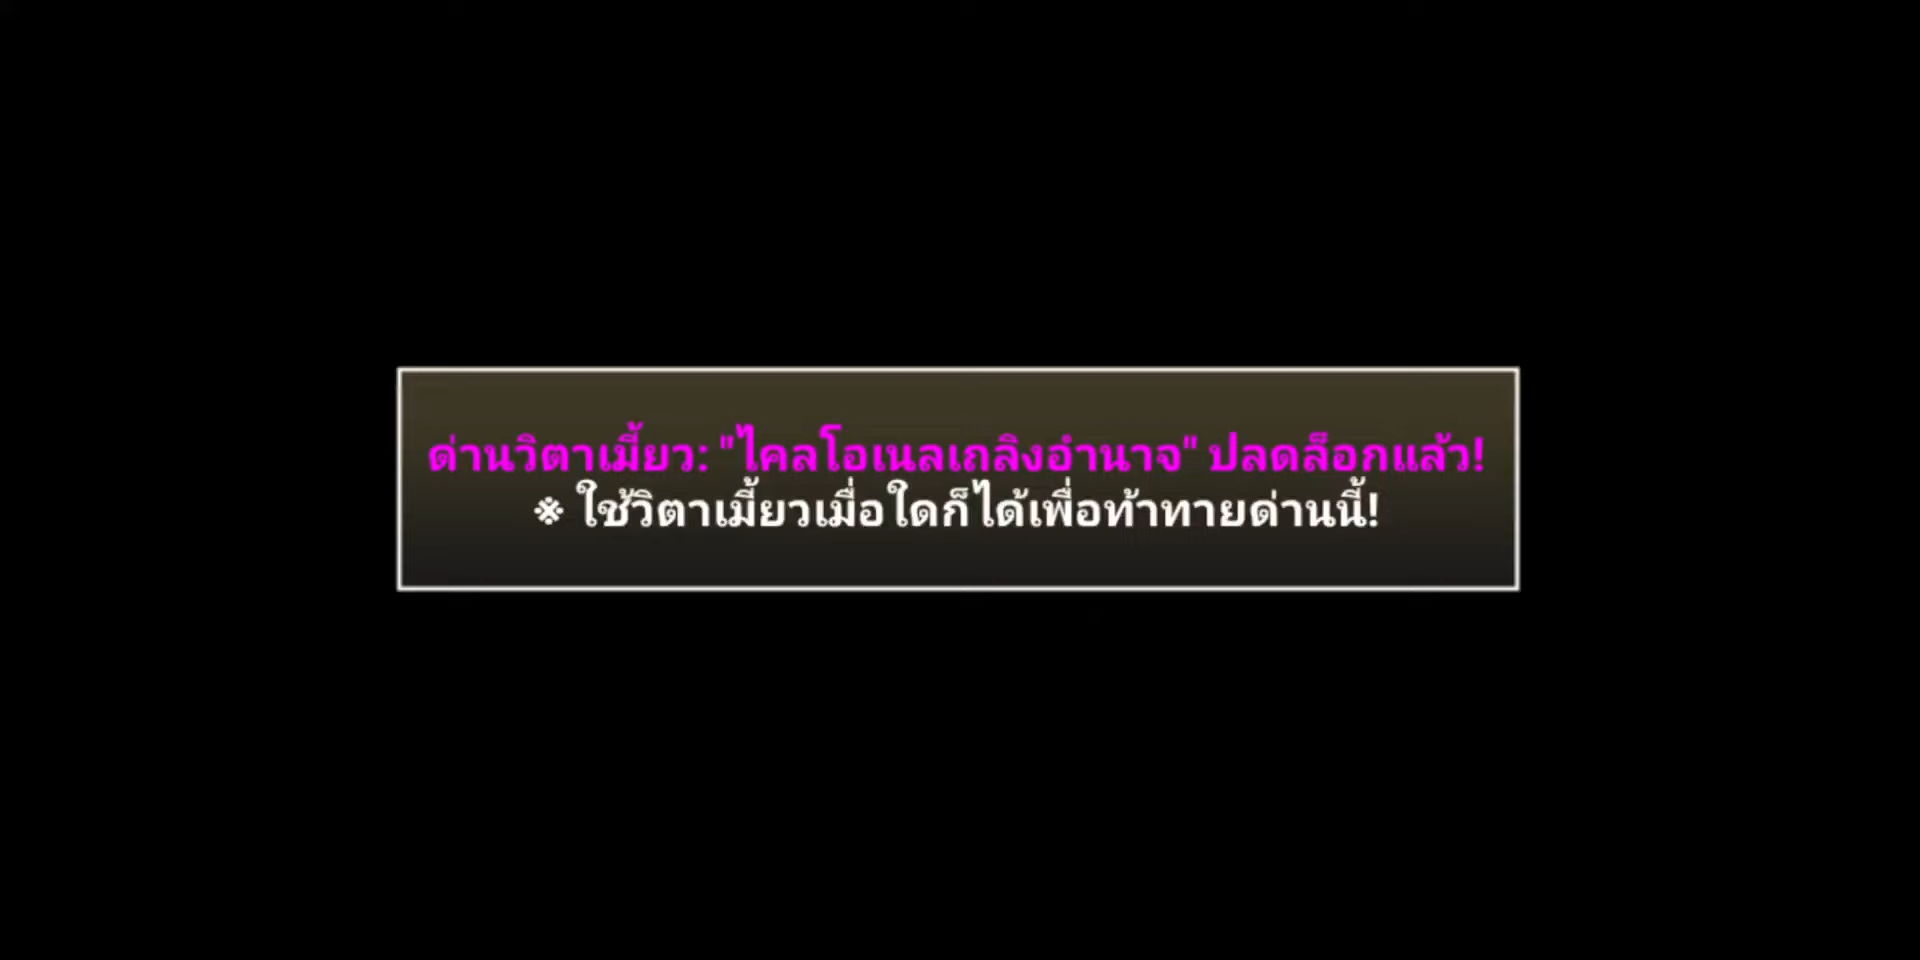 ด่านวิตาเมี้ยว: "ไคลโอเนลเถลิงอำนาจ" ปลดล็อกแล้ว!
※ ใช้วิตาเมี้ยวเมื่อใดก็ได้เพื่อท้าทายด่านนี้!